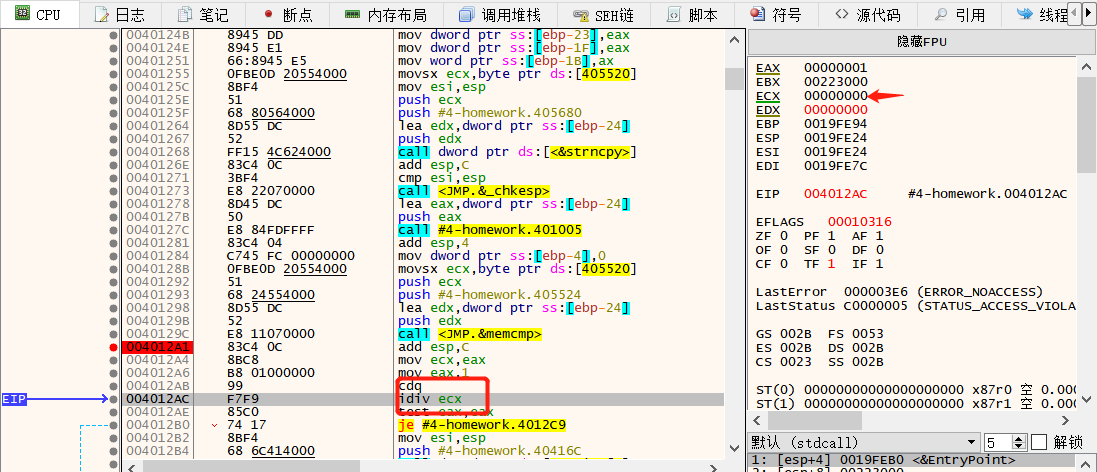 CPU 日志 笔记 断点 内存布局 调用堆栈 SEH链 脚本 符号 源代码 引用 线程
0040124B 8945 DD mov dword ptr ss:[ebp-23],eax
0040124E 8945 E1 mov dword ptr ss:[ebp-1F],eax
00401251 66:8945 E5 mov word ptr ss:[ebp-1B],ax
00401255 0FBE0D 20554000 movsx ecx,byte ptr ds:[405520]
0040125C 8BF4 mov esi,esp
0040125E 51 push ecx
0040125F 68 80564000 push #4-homework.405680
00401264 8D55 DC lea edx,dword ptr ss:[ebp-24]
00401267 52 push edx
00401268 FF15 4C624000 call dword ptr ds:[<&strncpy>]
0040126E 83C4 0C add esp,C
00401271 3BF4 cmp esi,esp
00401273 E8 22070000 call <JMP.&_chkesp>
00401278 8D45 DC lea eax,dword ptr ss:[ebp-24]
0040127B 50 push eax
0040127C E8 84FDFFFF call #4-homework.401005
00401281 83C4 04 add esp,4
00401284 C745 FC 00000000 mov dword ptr ss:[ebp-4],0
0040128B 0FBE0D 20554000 movsx ecx,byte ptr ds:[405520]
00401292 51 push ecx
00401293 68 24554000 push #4-homework.405524
00401298 8D55 DC lea edx,dword ptr ss:[ebp-24]
0040129B 52 push edx
0040129C E8 11070000 call <JMP.&memcmp>
004012A1 83C4 0C add esp,C
004012A4 8BC8 mov ecx,eax
004012A6 B8 01000000 mov eax,1
004012AB 99 cdq
EIP 004012AC F7F9 idiv ecx
004012AE 85C0 test eax,eax
004012B0 74 17 je #4-homework.4012C9
004012B2 8BF4 mov esi,esp
004012B4 68 6C414000 push #4-homework.40416C
隐藏FPU
EAX 00000001
EBX 00223000
ECX 00000000
EDX 00000000
EBP 0019FE94
ESP 0019FE24
ESI 0019FE24
EDI 0019FE7C
EIP 004012AC #4-homework.004012AC
EFLAGS 00010316
ZF 0 PF 1 AF 1
OF 0 SF 0 DF 0
CF 0 TF 1 IF 1
LastError 000003E6 (ERROR_NOACCESS)
LastStatus C0000005 (STATUS_ACCESS_VIOLA
GS 002B FS 0053
ES 002B DS 002B
CS 0023 SS 002B
ST(0) 00000000000000000000 x87r0 空 0.000
ST(1) 00000000000000000000 x87r1 空 0.000
默认 (stdcall) 5 解锁
1: [esp+4] 0019FEB0 <&EntryPoint>